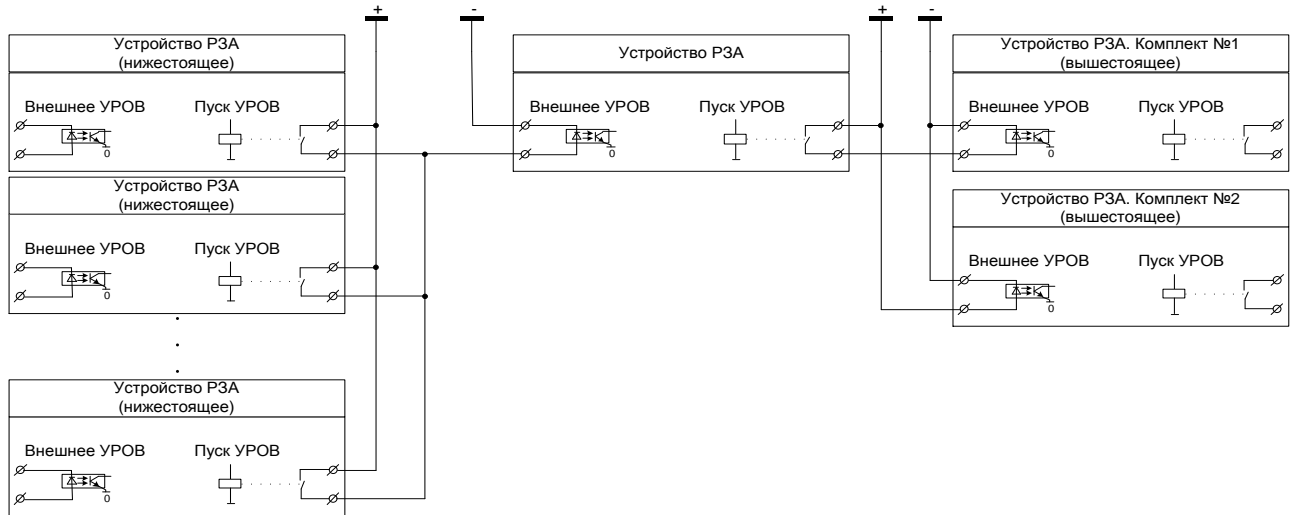 + - + -
Устройство РЗА
(нижестоящее)
Внешнее УРОВ Пуск УРОВ
0
Устройство РЗА
(нижестоящее)
Внешнее УРОВ Пуск УРОВ
0
.
.
.
Устройство РЗА
(нижестоящее)
Внешнее УРОВ Пуск УРОВ
0
Устройство РЗА
Внешнее УРОВ Пуск УРОВ
0
Устройство РЗА. Комплект №1
(вышестоящее)
Внешнее УРОВ Пуск УРОВ
0
Устройство РЗА. Комплект №2
(вышестоящее)
Внешнее УРОВ Пуск УРОВ
0